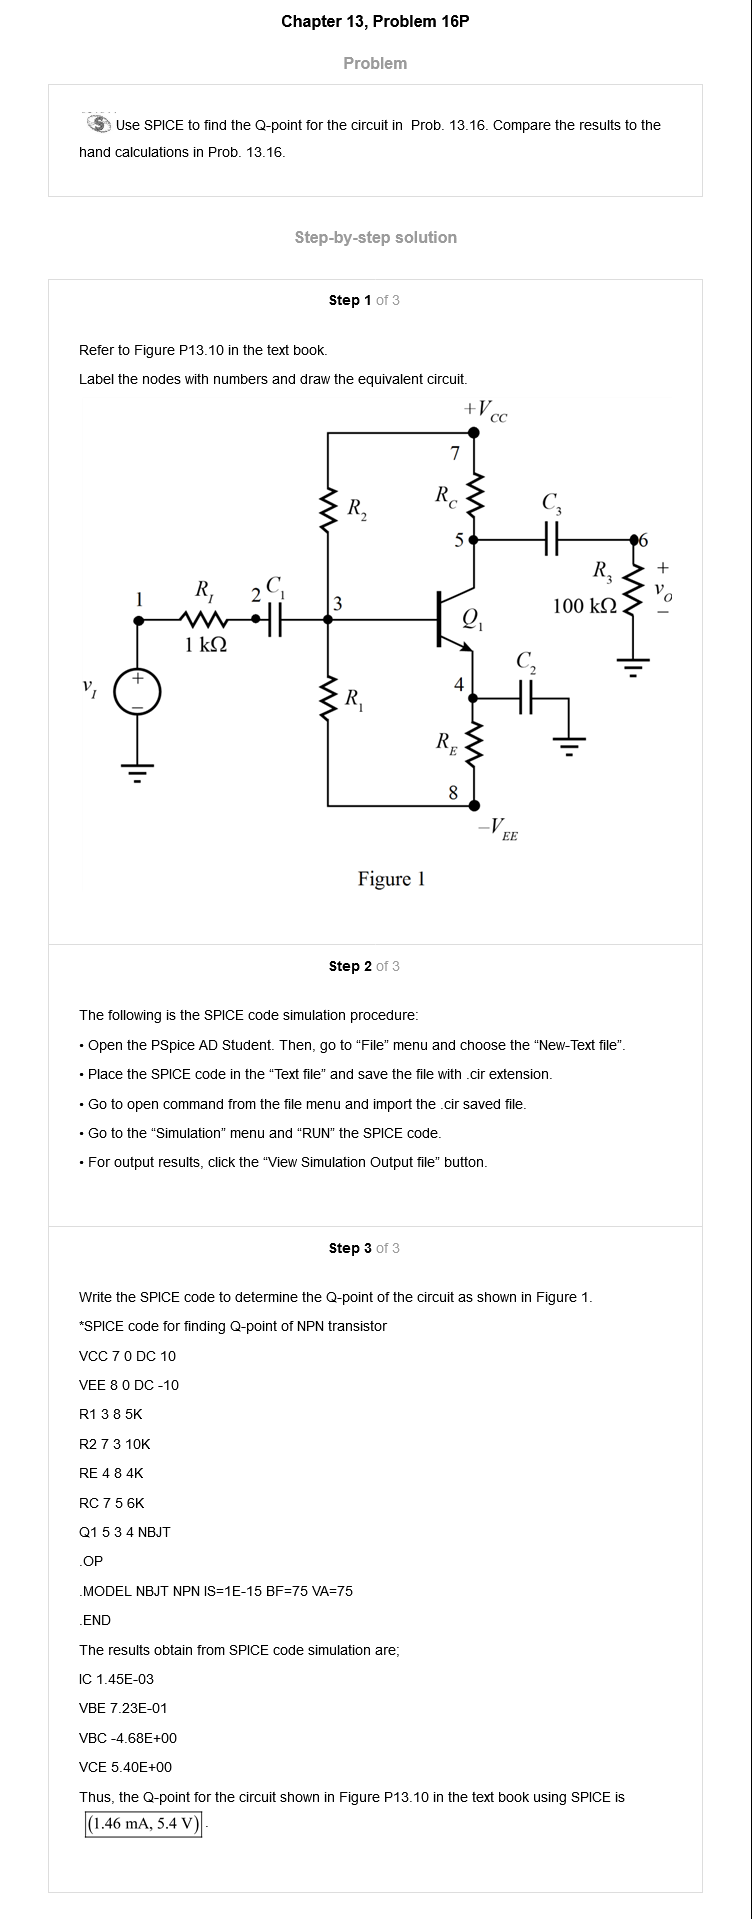 Chapter 13, Problem 16P
Problem
S Use SPICE to find the Q-point for the circuit in Prob. 13.16. Compare the results to the
hand calculations in Prob. 13.16.
Step-by-step solution
Step 1 of 3
Refer to Figure P13.10 in the text book.
Label the nodes with numbers and draw the equivalent circuit.
+V_CC
7
R_C
R_2
C_3
5
6
R_3
100 kΩ
+
v_O
−
1
R_I
1 kΩ
2
C_1
3
Q_1
C_2
v_I
+
−
R_1
4
R_E
8
−V_EE
Figure 1
Step 2 of 3
The following is the SPICE code simulation procedure:
• Open the PSpice AD Student. Then, go to “File” menu and choose the “New-Text file”.
• Place the SPICE code in the “Text file” and save the file with .cir extension.
• Go to open command from the file menu and import the .cir saved file.
• Go to the “Simulation” menu and “RUN” the SPICE code.
• For output results, click the “View Simulation Output file” button.
Step 3 of 3
Write the SPICE code to determine the Q-point of the circuit as shown in Figure 1.
*SPICE code for finding Q-point of NPN transistor
VCC 7 0 DC 10
VEE 8 0 DC -10
R1 3 8 5K
R2 7 3 10K
RE 4 8 4K
RC 7 5 6K
Q1 5 3 4 NBJT
.OP
.MODEL NBJT NPN IS=1E-15 BF=75 VA=75
.END
The results obtain from SPICE code simulation are;
IC 1.45E-03
VBE 7.23E-01
VBC -4.68E+00
VCE 5.40E+00
Thus, the Q-point for the circuit shown in Figure P13.10 in the text book using SPICE is
(1.46 mA, 5.4 V).